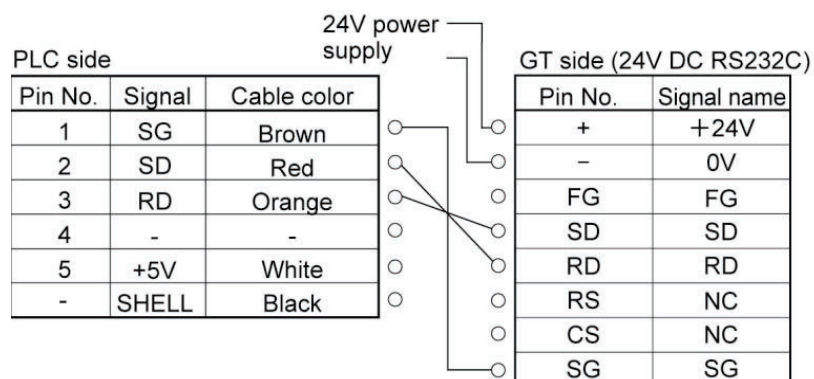 24V power
supply
PLC side
Pin No. Signal Cable color
1 SG Brown
2 SD Red
3 RD Orange
4 - -
5 +5V White
- SHELL Black
GT side (24V DC RS232C)
Pin No. Signal name
+ +24V
− 0V
FG FG
SD SD
RD RD
RS NC
CS NC
SG SG